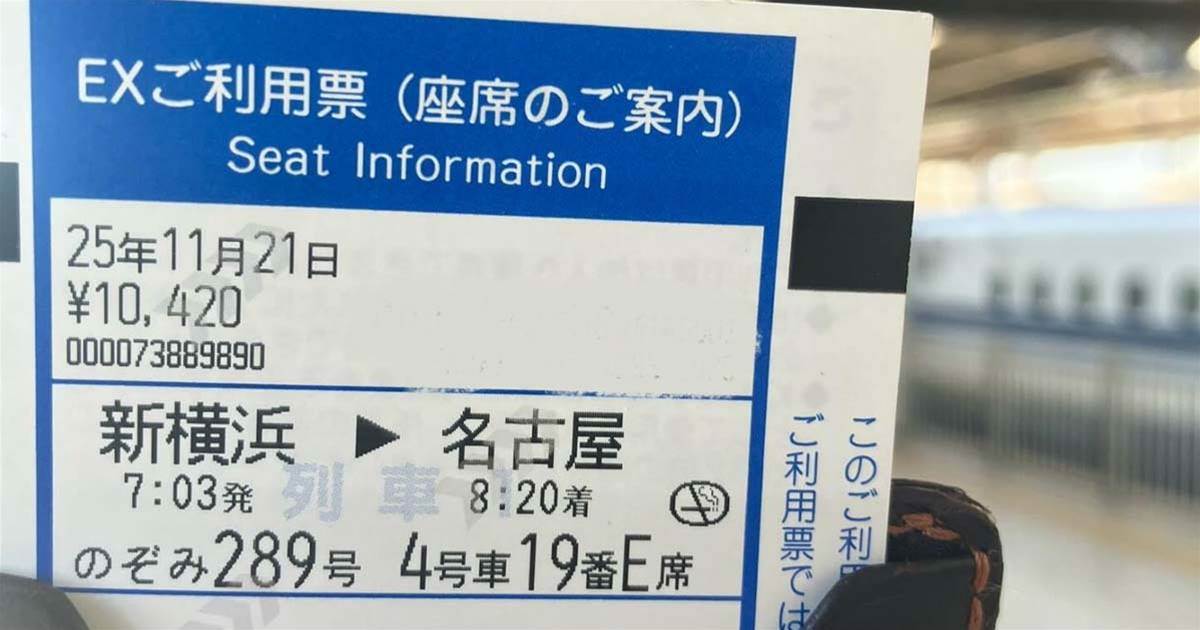 EXご利用票（座席のご案内）
Seat Information
25年11月21日
¥10,420
000073889890
新横浜 ▶ 名古屋
7:03発 8:20着
列車
のぞみ289号 4号車19番E席
このご利用
ご利用票では